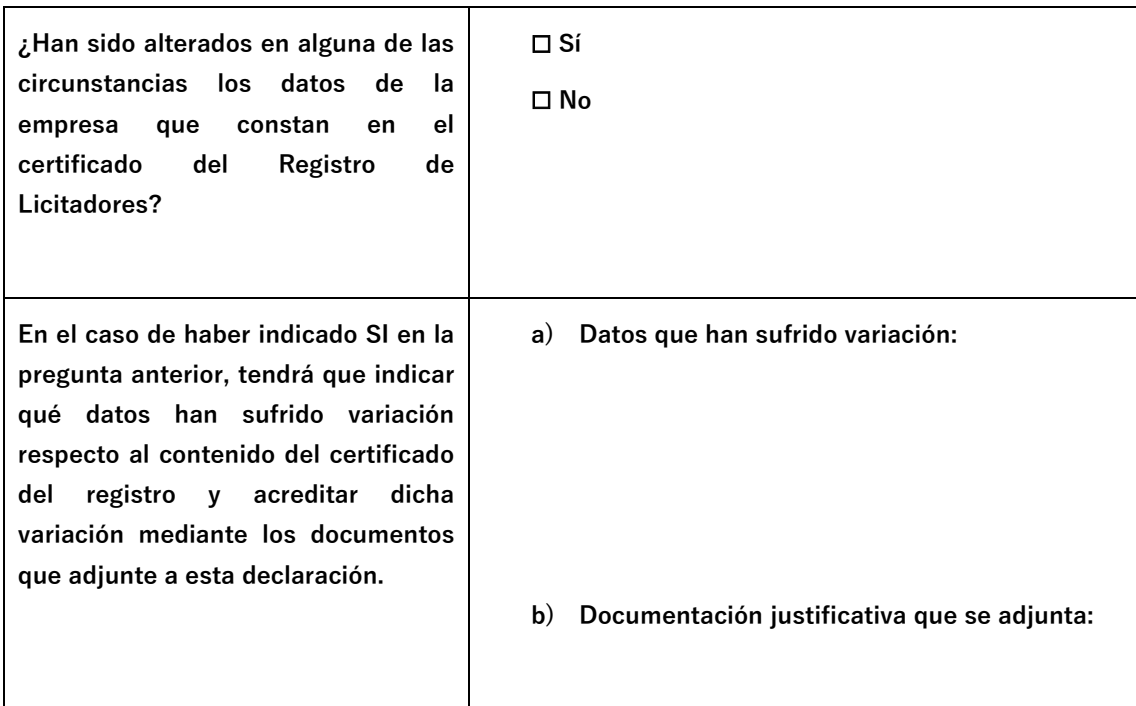 ¿Han sido alterados en alguna de las
circunstancias los datos de la
empresa que constan en el
certificado del Registro de
Licitadores?
☐ Sí
☐ No
En el caso de haber indicado SI en la
pregunta anterior, tendrá que indicar
qué datos han sufrido variación
respecto al contenido del certificado
del registro y acreditar dicha
variación mediante los documentos
que adjunte a esta declaración.
a) Datos que han sufrido variación:
b) Documentación justificativa que se adjunta: